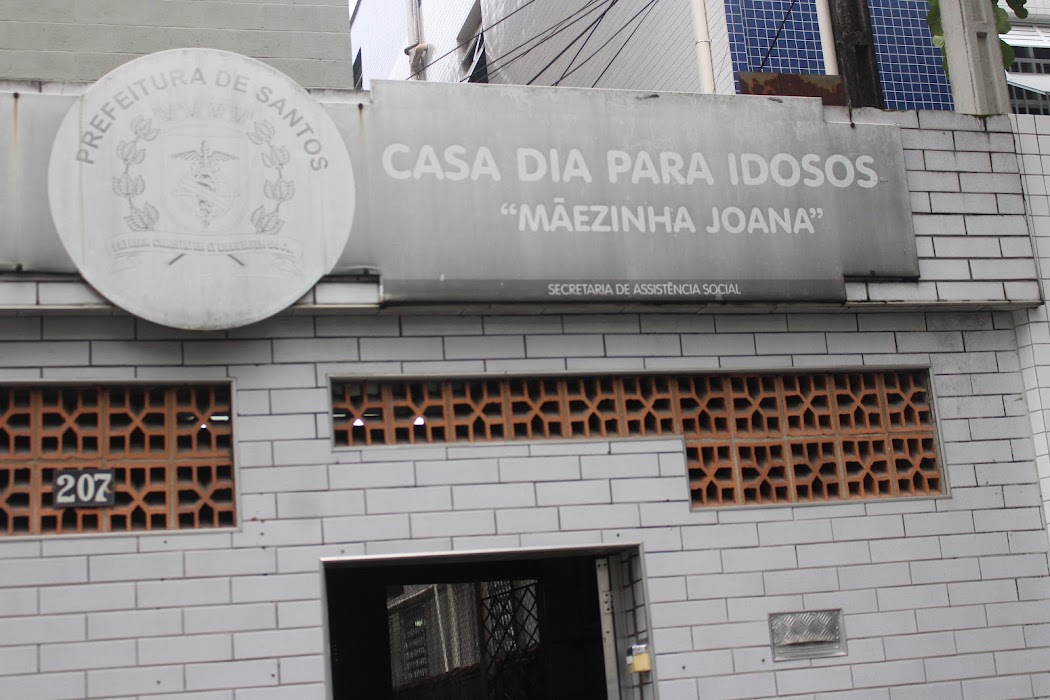 PREFEITURA DE SANTOS
CASA DIA PARA IDOSOS
“MÃEZINHA JOANA”
SECRETARIA DE ASSISTÊNCIA SOCIAL
207